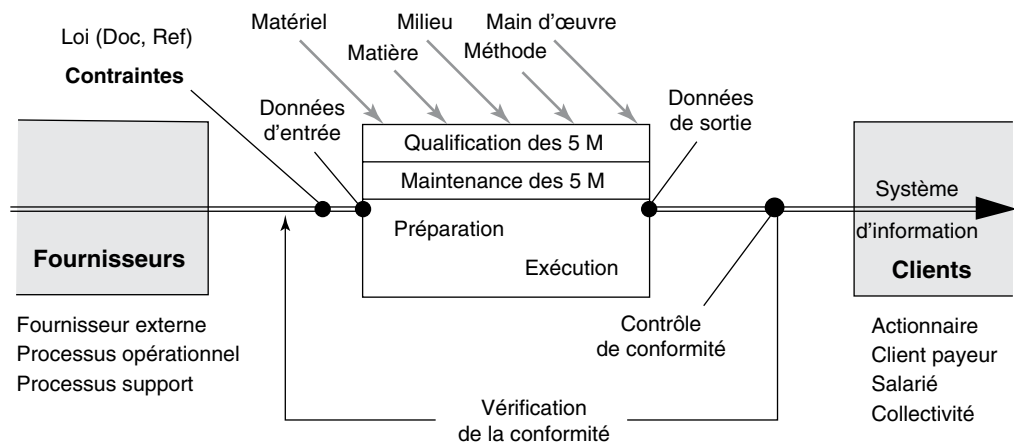 Matériel
Milieu
Main d'œuvre
Loi (Doc, Ref)
Matière
Méthode
Contraintes
Données
d'entrée
Données
de sortie
Qualification des 5 M
Maintenance des 5 M
Système
d'information
Préparation
Exécution
Fournisseurs
Clients
Fournisseur externe
Processus opérationnel
Processus support
Contrôle
de conformité
Actionnaire
Client payeur
Salarié
Collectivité
Vérification
de la conformité